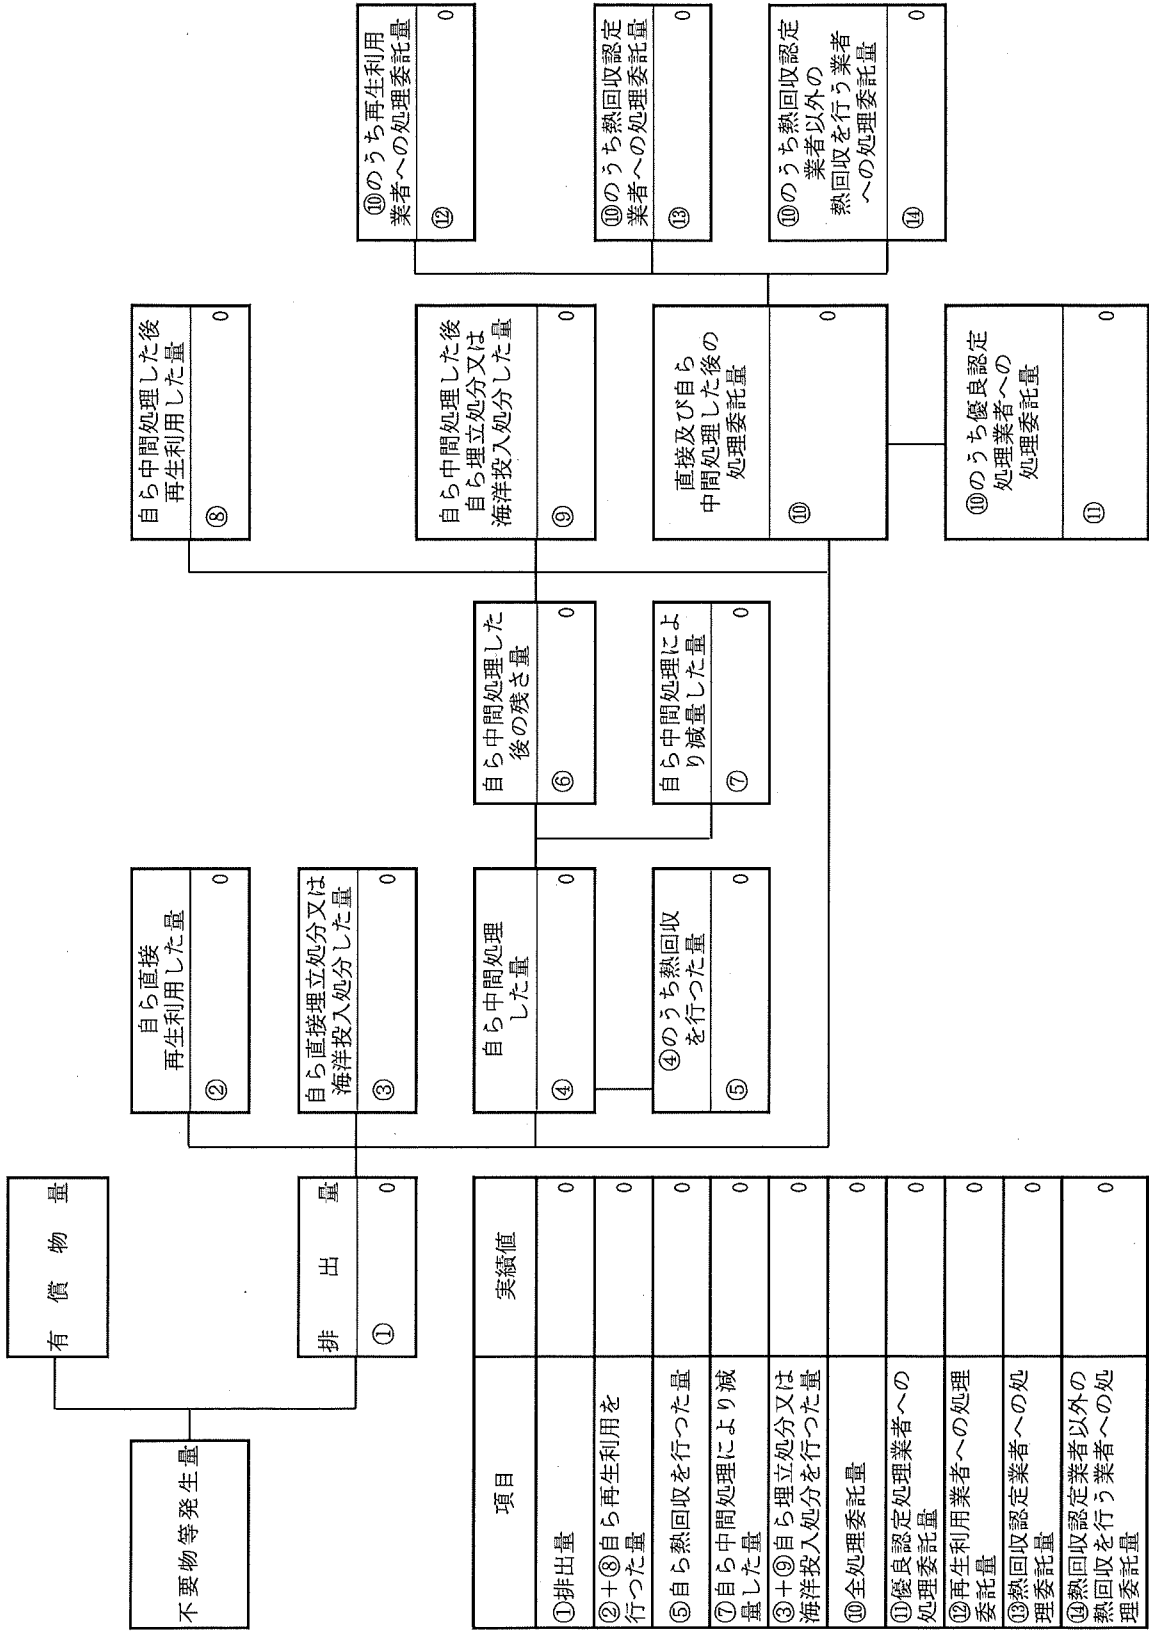 不要物等発生量
有償物量
排出量
① 0
自ら直接
再生利用した量
② 0
自ら直接埋立処分又は
海洋投入処分した量
③ 0
自ら中間処理
した量
④ 0
④のうち熱回収
を行つた量
⑤ 0
自ら中間処理した
後の残さ量
⑥ 0
自ら中間処理によ
り減量した量
⑦ 0
自ら中間処理した後
再生利用した量
⑧ 0
自ら中間処理した後
自ら埋立処分又は
海洋投入処分した量
⑨ 0
直接及び自ら
中間処理した後の
処理委託量
⑩ 0
⑩のうち優良認定
処理業者への
処理委託量
⑪ 0
⑩のうち再生利用
業者への処理委託量
⑫ 0
⑩のうち熱回収認定
業者への処理委託量
⑬ 0
⑩のうち熱回収認定
業者以外の
熱回収を行う業者
への処理委託量
⑭ 0
項目 実績値
①排出量 0
②+⑧自ら再生利用を
行つた量 0
⑤自ら熱回収を行つた量 0
⑦自ら中間処理により減
量した量 0
③+⑨自ら埋立処分又は
海洋投入処分を行つた量 0
⑩全処理委託量 0
⑪優良認定処理業者への
処理委託量 0
⑫再生利用業者への処理
委託量 0
⑬熱回収認定業者への処
理委託量 0
⑭熱回収認定業者以外の
熱回収を行う業者への処
理委託量 0